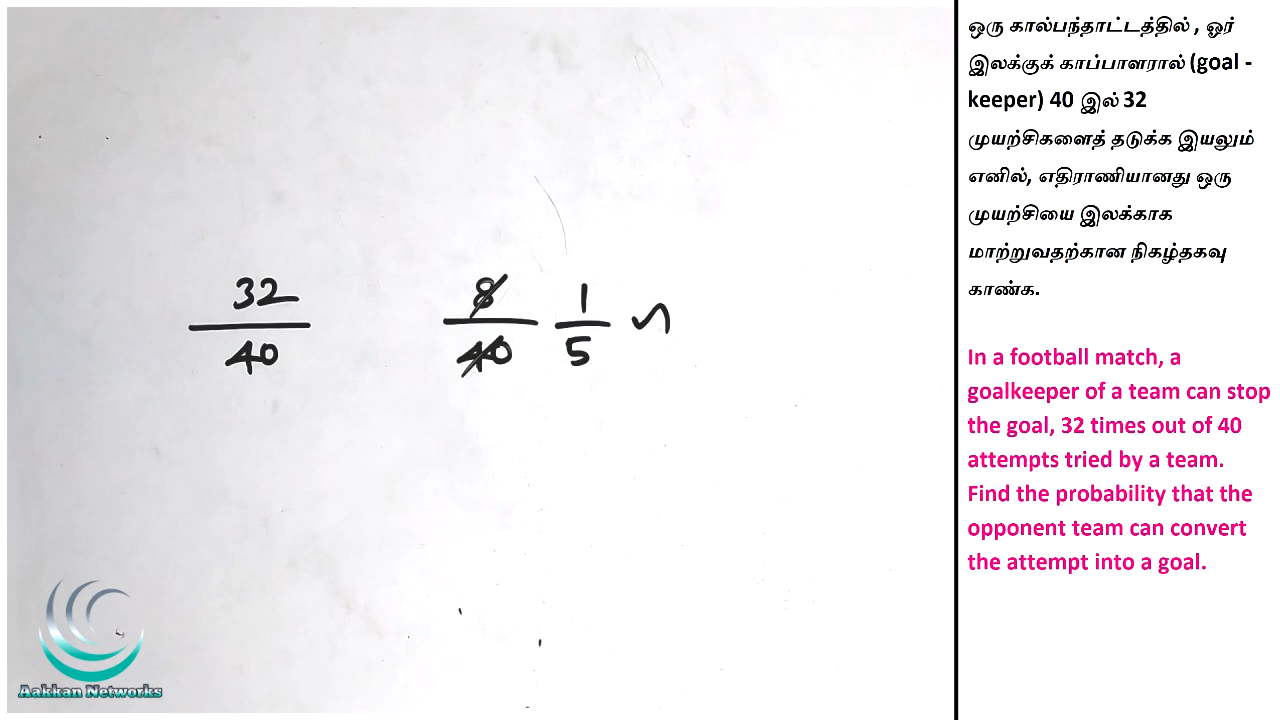 32
40
8
40
1
5
ஒரு கால்பந்தாட்டத்தில் , ஓர்
இலக்குக் காப்பாளரால் (goal -
keeper) 40 இல் 32
முயற்சிகளைத் தடுக்க இயலும்
எனில், எதிரணியானது ஒரு
முயற்சியை இலக்காக
மாற்றுவதற்கான நிகழ்தகவு
காண்க.
In a football match, a
goalkeeper of a team can stop
the goal, 32 times out of 40
attempts tried by a team.
Find the probability that the
opponent team can convert
the attempt into a goal.
Aakkan Networks